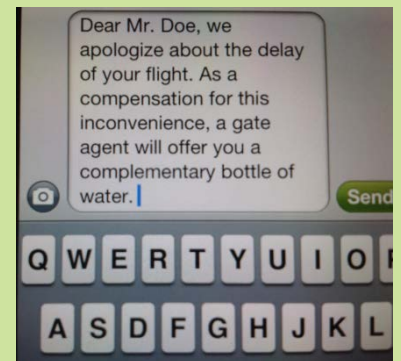 Dear Mr. Doe, we
apologize about the delay
of your flight. As a
compensation for this
inconvenience, a gate
agent will offer you a
complementary bottle of
water.
Send
Q W E R T Y U I O
A S D F G H J K L